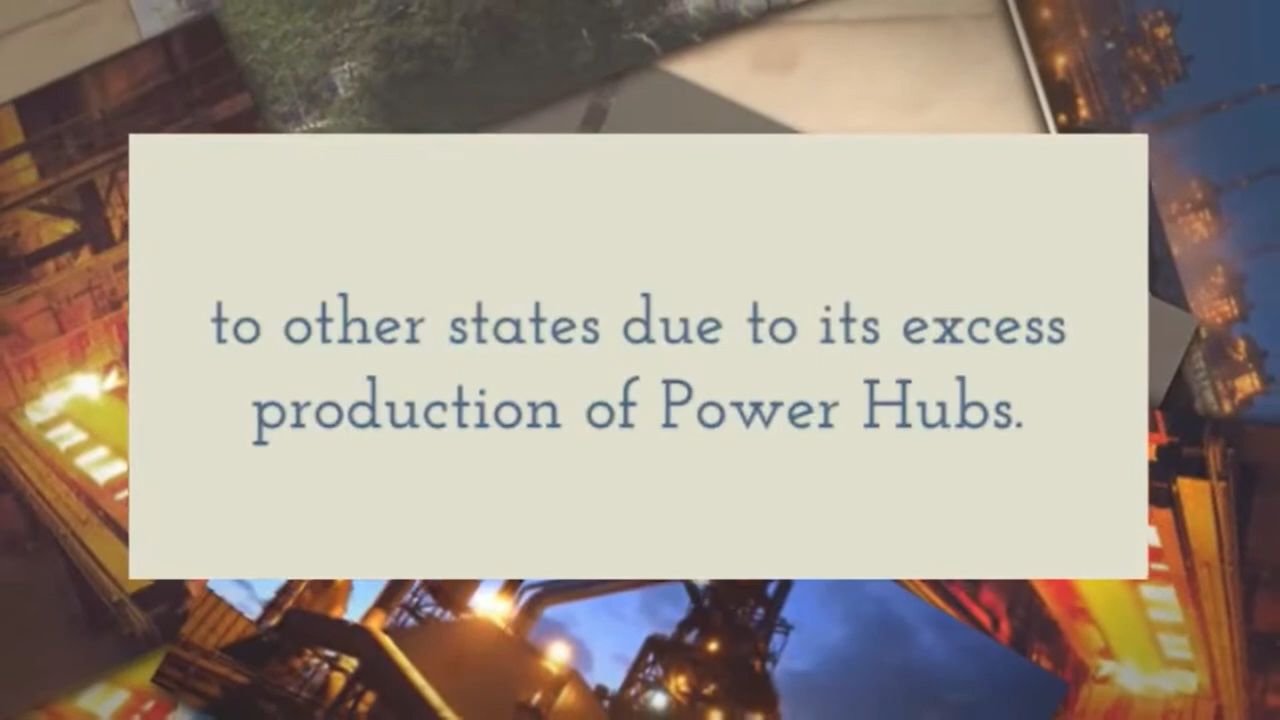 to other states due to its excess
production of Power Hubs.